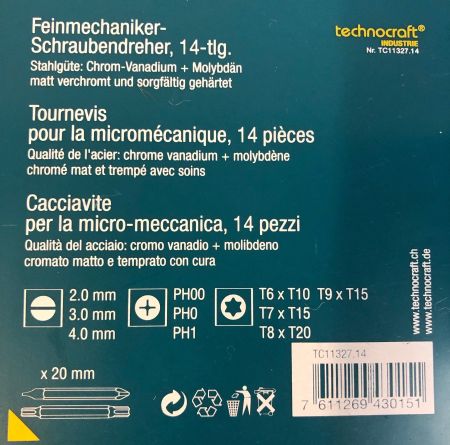 Feinmechaniker-
Schraubendreher, 14-tlg.
Stahlgüte: Chrom-Vanadium + Molybdän
matt verchromt und sorgfältig gehärtet
technocraft®
INDUSTRIE
Nr. TC11327.14
Tournevis
pour la micromécanique, 14 pièces
Qualité de l'acier: chrome vanadium + molybdène
chromé mat et trempé avec soins
Cacciavite
per la micro-meccanica, 14 pezzi
Qualità del acciaio: cromo vanadio + molibdeno
cromato matto e temprato con cura
www.technocraft.ch
www.technocraft.de
2.0 mm
3.0 mm
4.0 mm
PH00
PH0
PH1
T6 x T10 T9 x T15
T7 x T15
T8 x T20
x 20 mm
TC11327.14
7 611269 430151